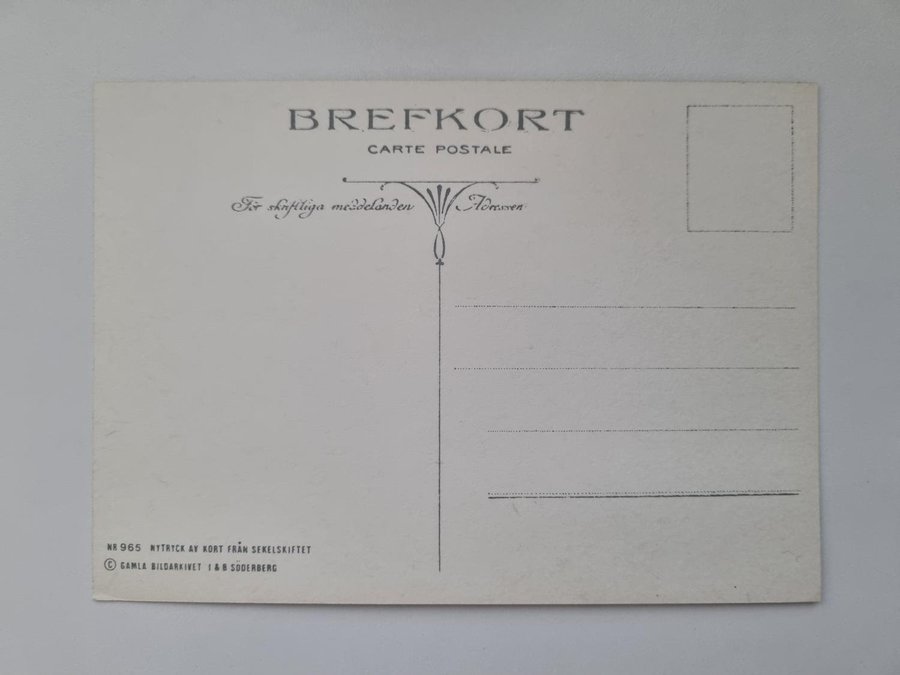 BREFKORT
CARTE POSTALE
För skriftliga meddelanden Adressen
NR 965 NYTRYCK AV KORT FRÅN SEKELSKIFTET
© GAMLA BILDARKIVET I & B SÖDERBERG